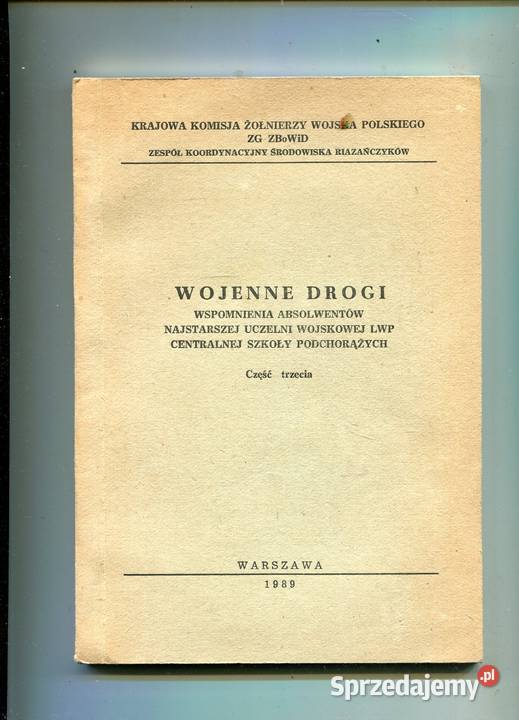 KRAJOWA KOMISJA ŻOŁNIERZY WOJSKA POLSKIEGO
ZG ZBoWiD
ZESPÓŁ KOORDYNACYJNY ŚRODOWISKA RIAZAŃCZYKÓW
WOJENNE DROGI
WSPOMNIENIA ABSOLWENTÓW
NAJSTARSZEJ UCZELNI WOJSKOWEJ LWP
CENTRALNEJ SZKOŁY PODCHORĄŻYCH
Część trzecia
WARSZAWA
1989
Sprzedajemy.pl